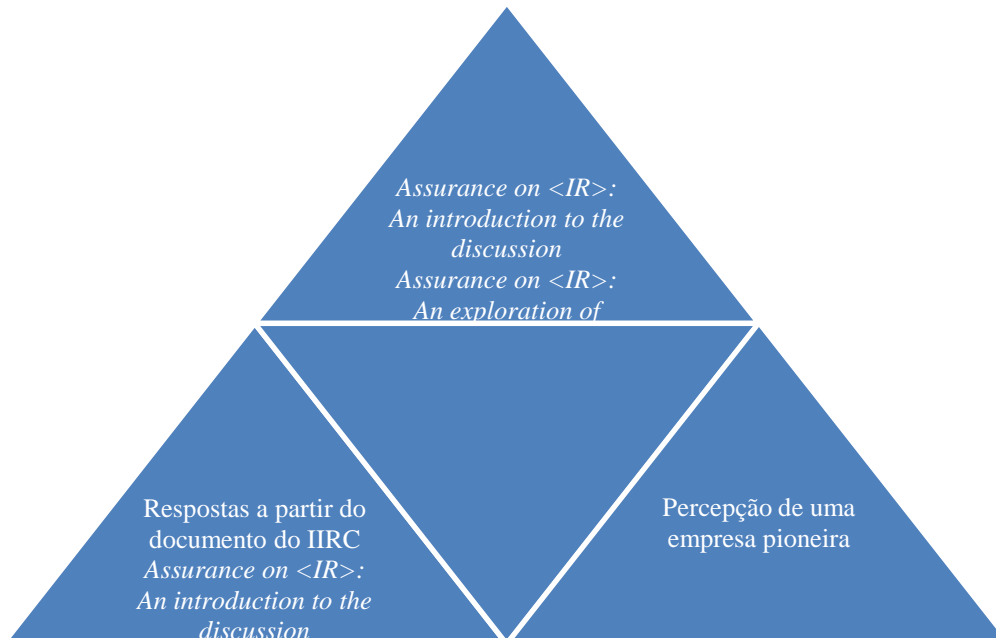 Assurance on <IR>:
An introduction to the
discussion
Assurance on <IR>:
An exploration of
Respostas a partir do
documento do IIRC
Assurance on <IR>:
An introduction to the
discussion
Percepção de uma
empresa pioneira